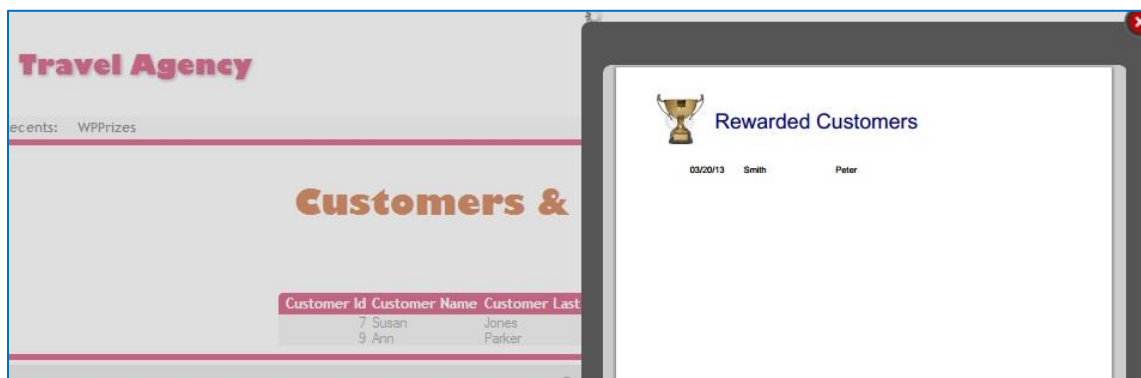 Travel Agency
ecents: WPPrizes
Customers &
Customer Id Customer Name Customer Last
7 Susan Jones
9 Ann Parker
Rewarded Customers
03/20/13 Smith Peter